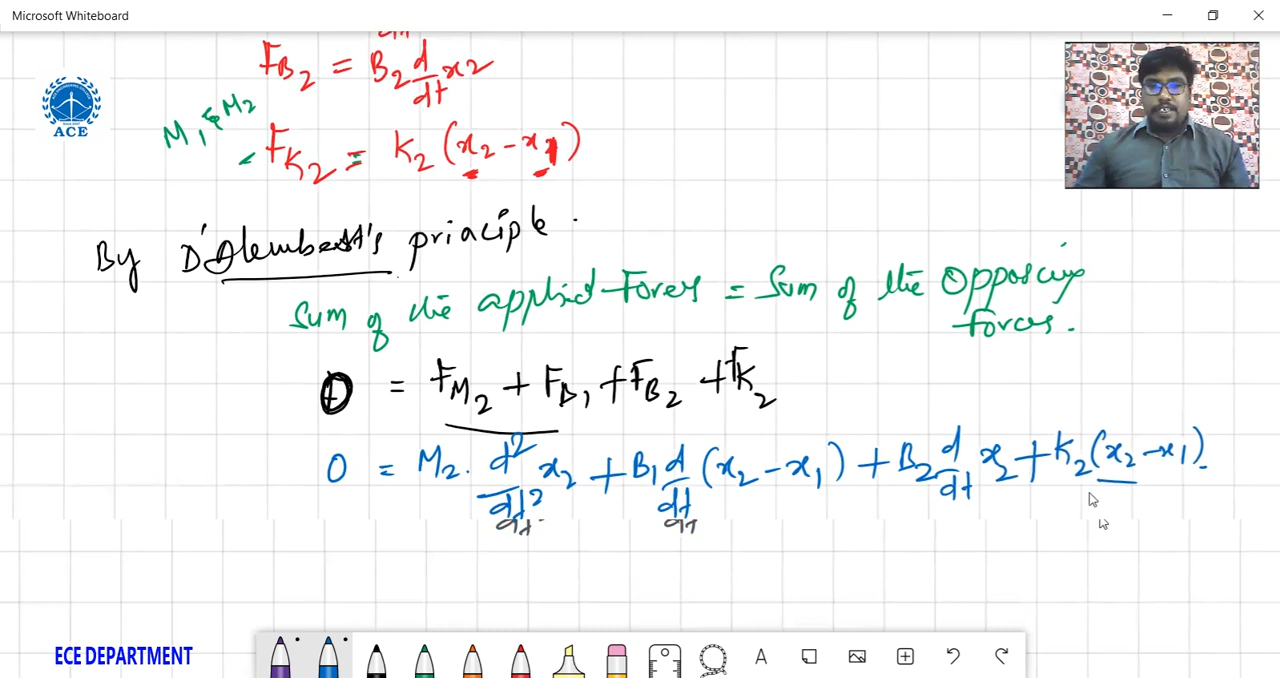 Microsoft Whiteboard
F_B2 = B2 d/dt x2
M1 & M2
F_K2 = K2 (x2 - x1)
ACE
By D'Alembert's principle.
Sum of the applied forces = Sum of the Opposing
forces.
0 = F_M2 + F_B1 + F_B2 + F_K2
0 = M2 . d²/dt² x2 + B1 d/dt (x2 - x1) + B2 d/dt x2 + K2 (x2 - x1)
ECE DEPARTMENT
A